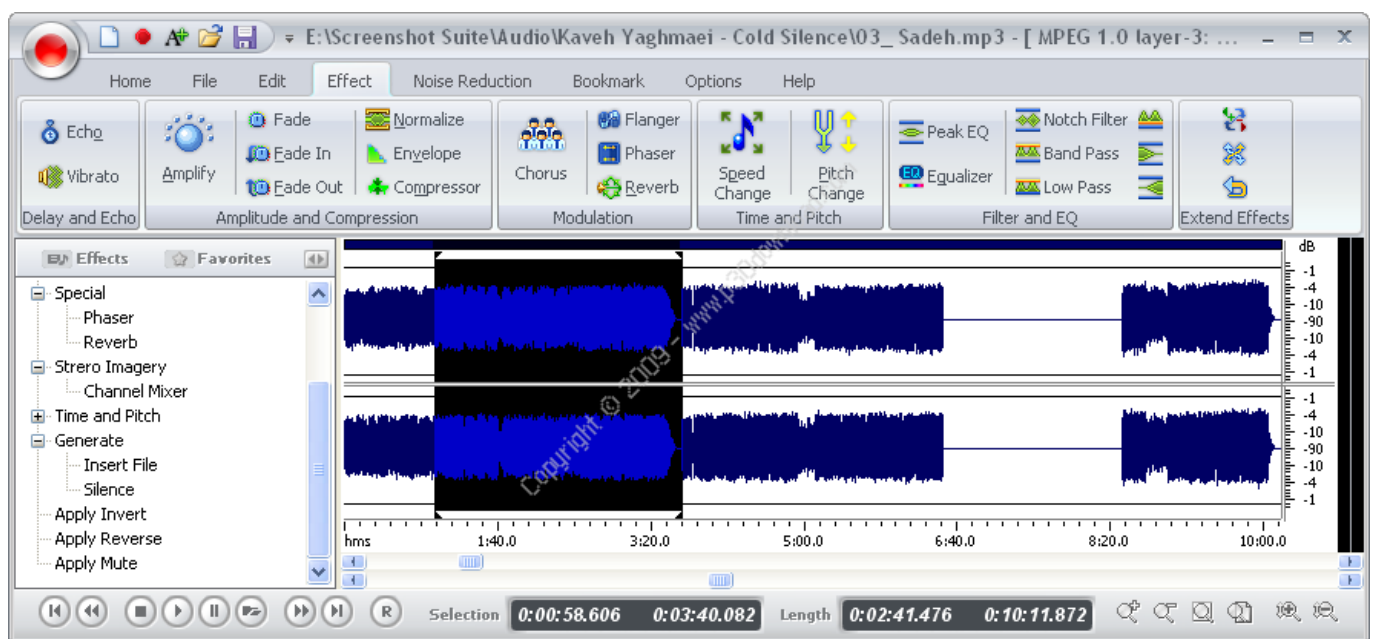 E:\Screenshot Suite\Audio\Kaveh Yaghmaei - Cold Silence\03_ Sadeh.mp3 - [ MPEG 1.0 layer-3: ...
Home File Edit Effect Noise Reduction Bookmark Options Help
Echo
Vibrato
Delay and Echo
Amplify
Fade
Fade In
Fade Out
Normalize
Envelope
Compressor
Amplitude and Compression
Chorus
Flanger
Phaser
Reverb
Modulation
Speed
Change
Pitch
Change
Time and Pitch
Peak EQ
EQ
Equalizer
Notch Filter
Band Pass
Low Pass
Filter and EQ
Extend Effects
Effects Favorites
Special
Phaser
Reverb
Strero Imagery
Channel Mixer
Time and Pitch
Generate
Insert File
Silence
Apply Invert
Apply Reverse
Apply Mute
dB
-1
-4
-10
-90
-10
-4
-1
-1
-4
-10
-90
-10
-4
-1
hms 1:40.0 3:20.0 5:00.0 6:40.0 8:20.0 10:00.0
Copyright © 2009 - www.p30download.com
R Selection 0:00:58.606 0:03:40.082 Length 0:02:41.476 0:10:11.872